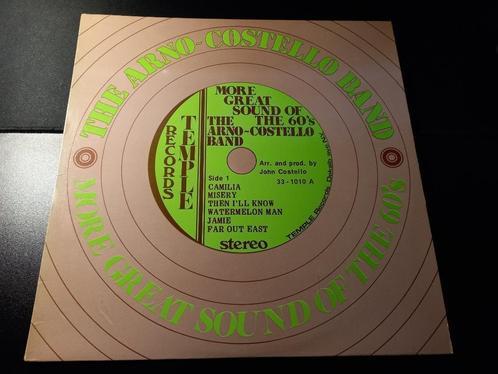 THE ARNO-COSTELLO BAND
MORE GREAT SOUND OF THE 60's
TEMPLE
RECORDS
MORE
GREAT
SOUND OF
THE 60's
THE
ARNO-COSTELLO
BAND
Side 1
Arr. and prod. by
John Costello
33-1010 A
CAMILIA
MISERY
THEN I'LL KNOW
WATERMELON MAN
JAMIE
FAR OUT EAST
stereo
TEMPLE